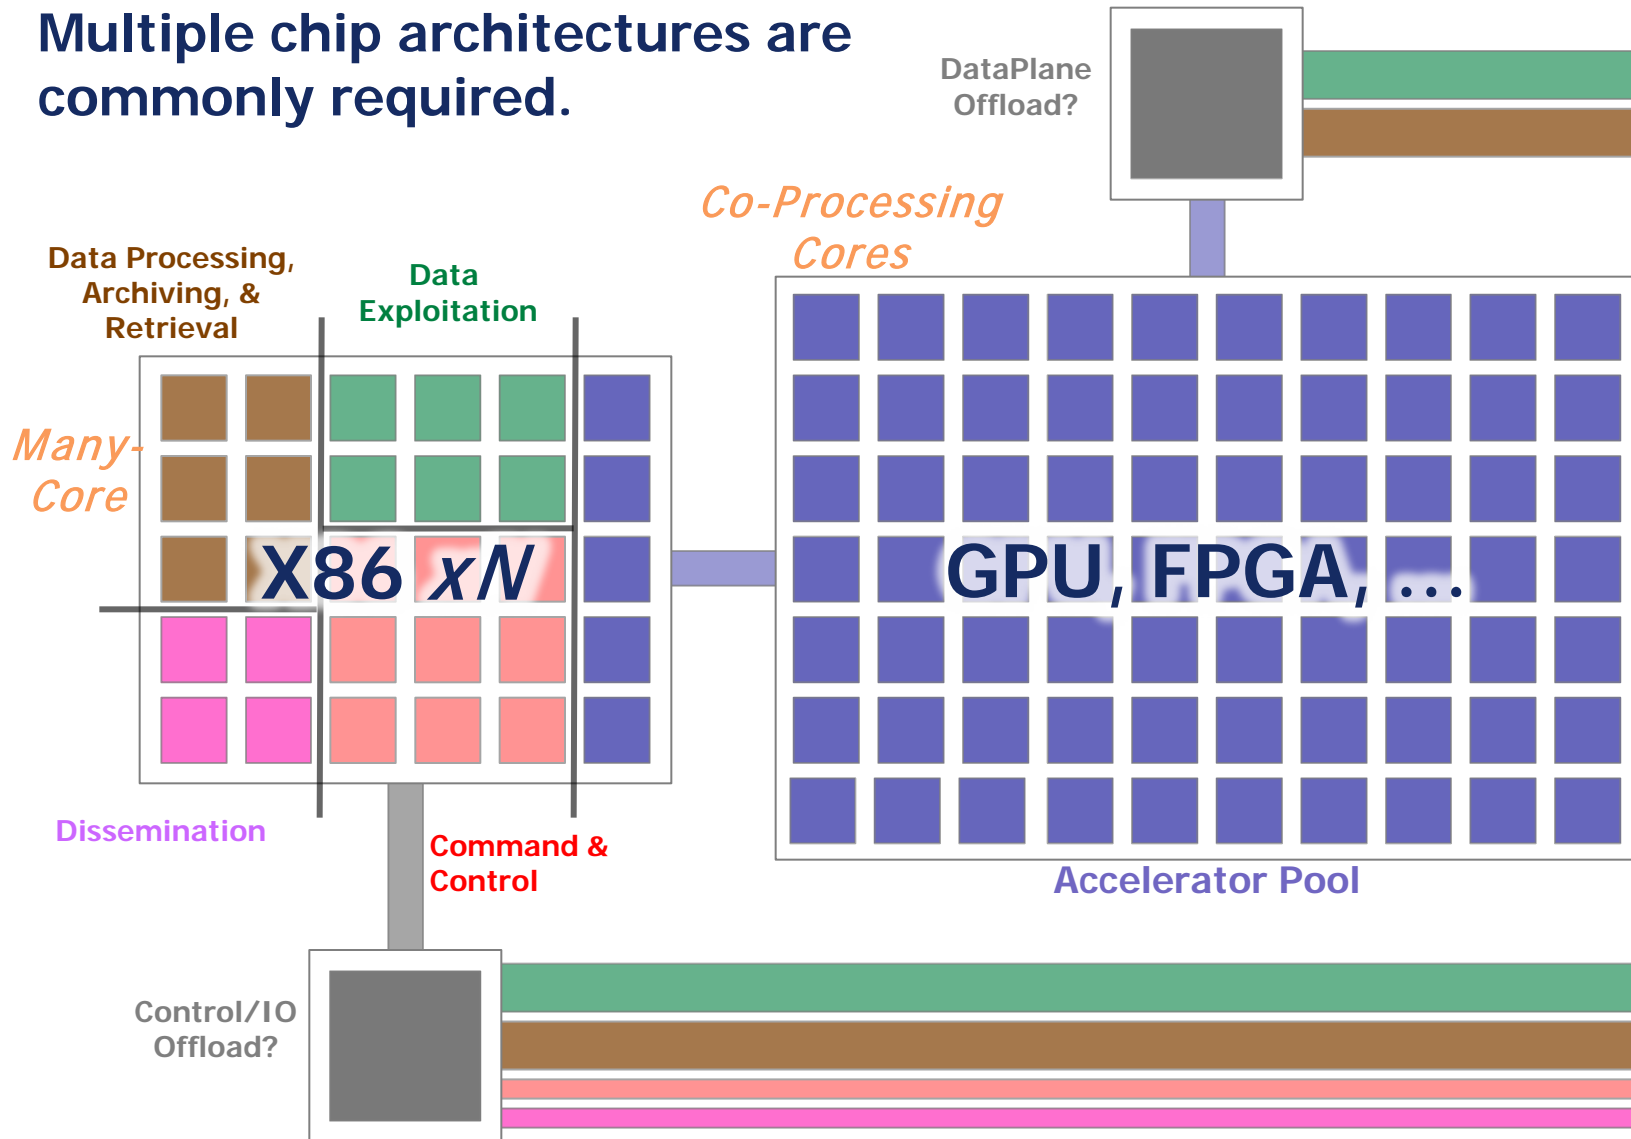 Multiple chip architectures are
commonly required.
DataPlane
Offload?
Co-Processing
Cores
Data Processing,
Archiving, &
Retrieval
Data
Exploitation
Many-
Core
X86 xN
GPU, FPGA, ...
Dissemination
Command &
Control
Accelerator Pool
Control/IO
Offload?